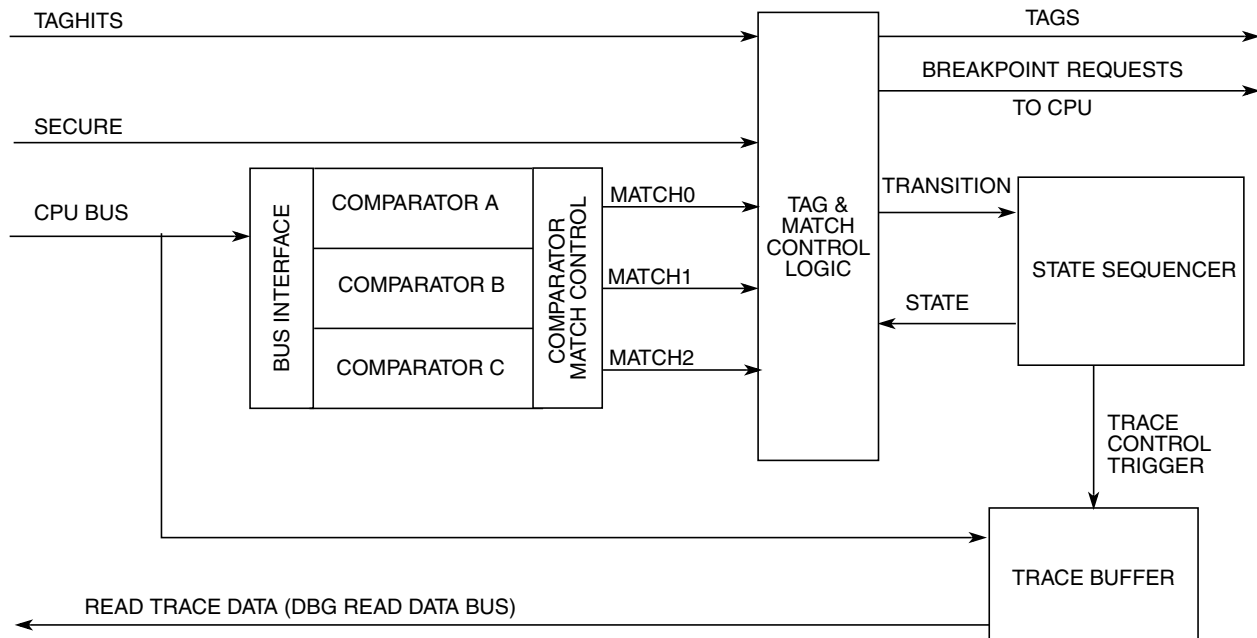 TAGHITS
TAGS
BREAKPOINT REQUESTS
TO CPU
SECURE
CPU BUS
BUS INTERFACE
COMPARATOR A
COMPARATOR B
COMPARATOR C
COMPARATOR
MATCH CONTROL
MATCH0
MATCH1
MATCH2
TAG &
MATCH
CONTROL
LOGIC
TRANSITION
STATE
STATE SEQUENCER
TRACE
CONTROL
TRIGGER
TRACE BUFFER
READ TRACE DATA (DBG READ DATA BUS)